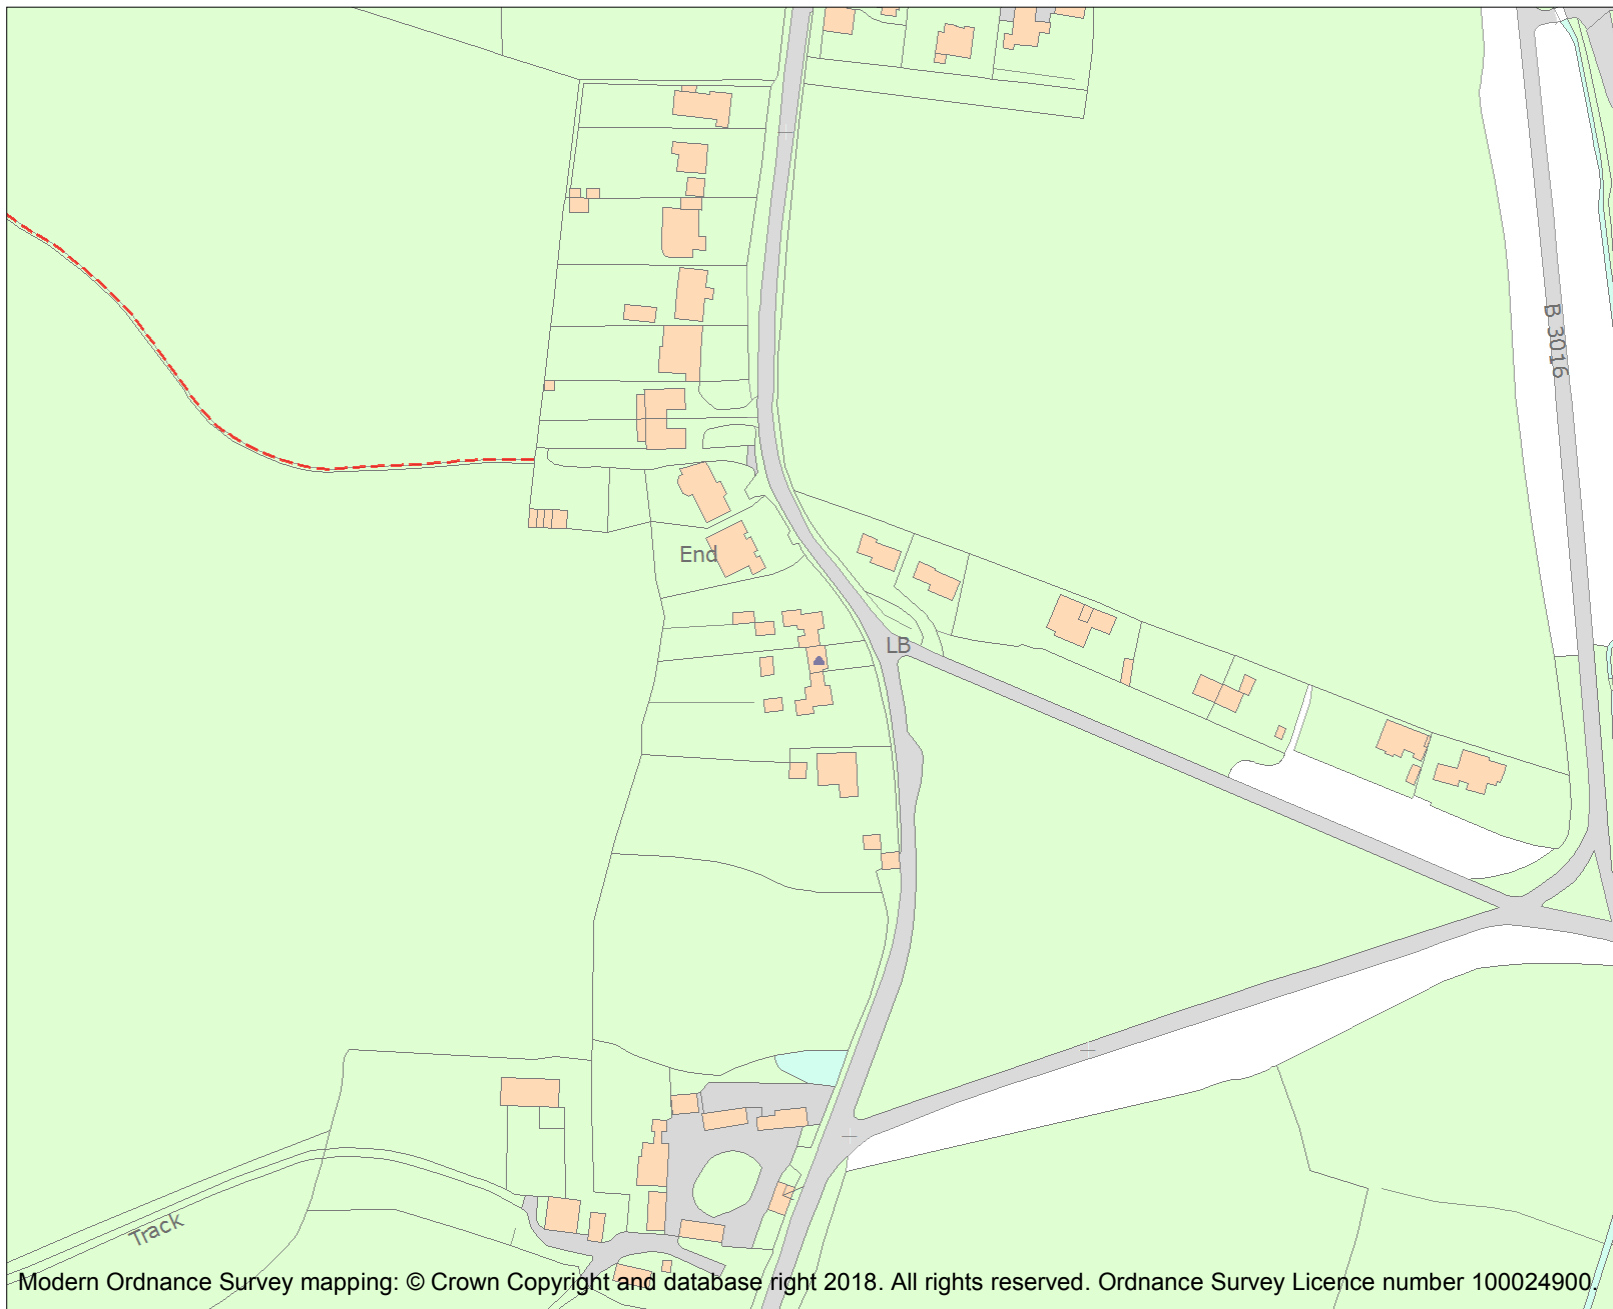 B 3016
End
LB
Track
Modern Ordnance Survey mapping: © Crown Copyright and database right 2018. All rights reserved. Ordnance Survey Licence number 100024900.